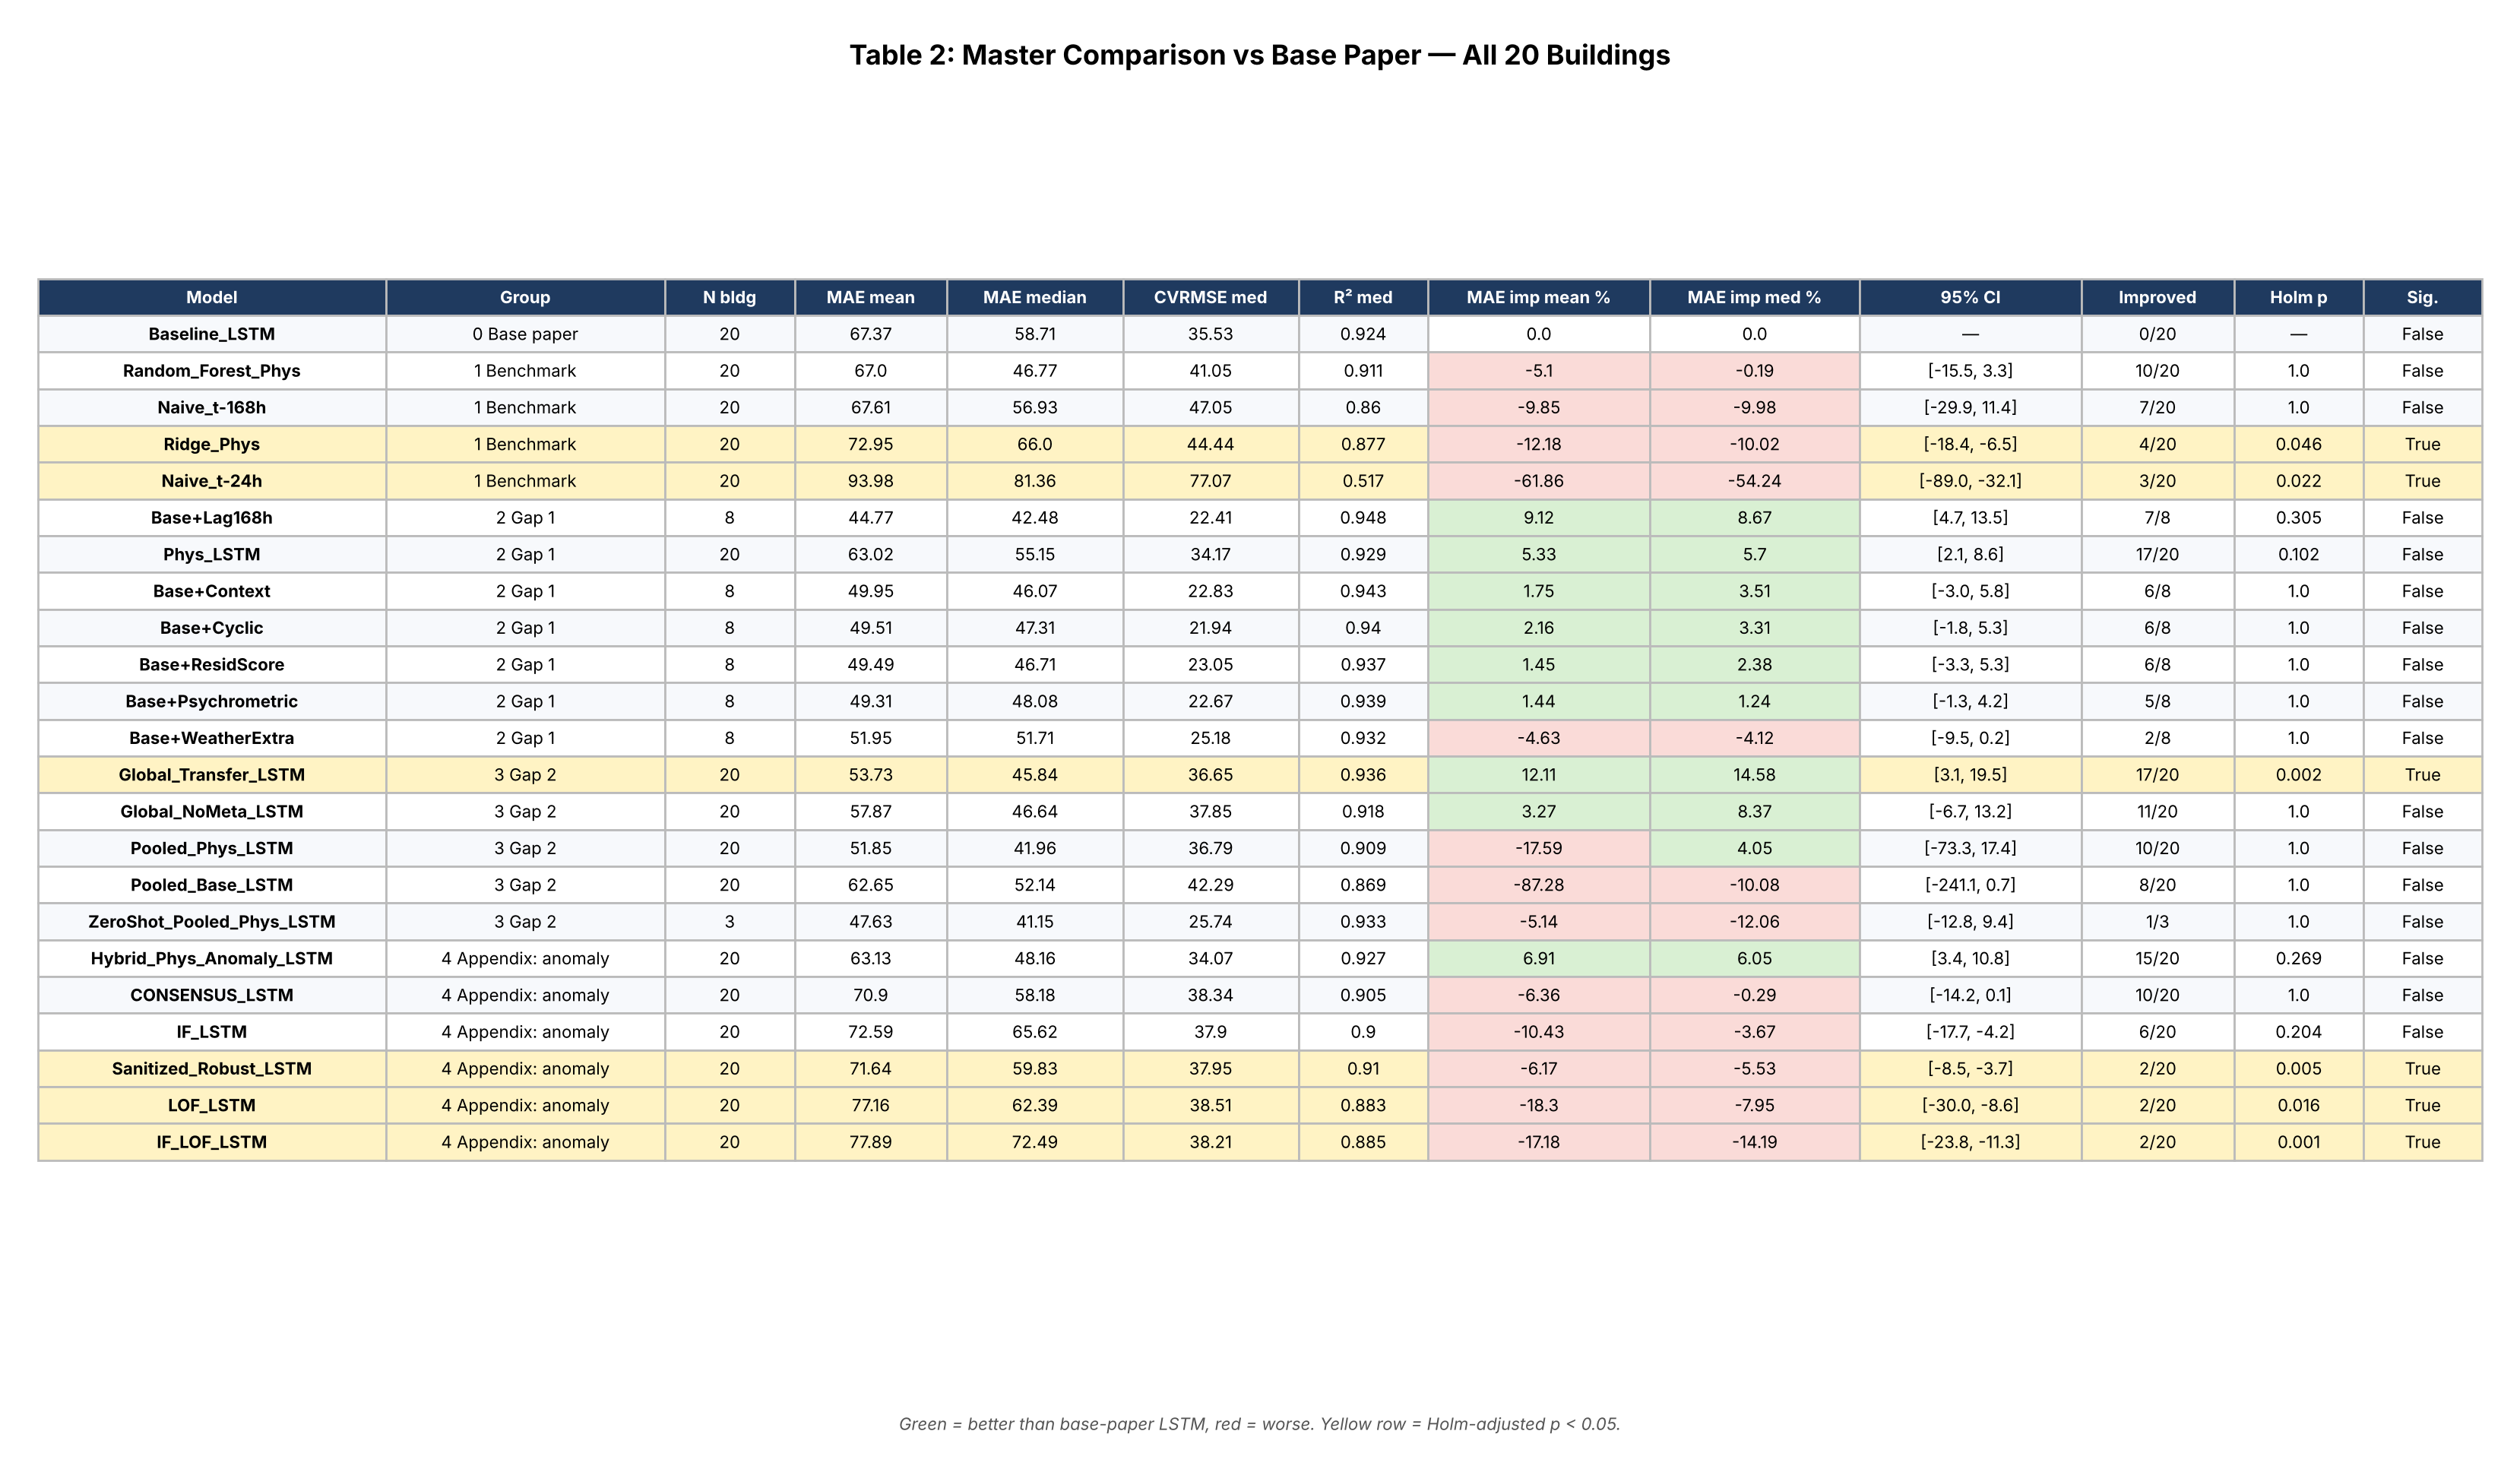 Table 2: Master Comparison vs Base Paper — All 20 Buildings
Model Group N bldg MAE mean MAE median CVRMSE med R² med MAE imp mean % MAE imp med % 95% CI Improved Holm p Sig.
Baseline_LSTM 0 Base paper 20 67.37 58.71 35.53 0.924 0.0 0.0 — 0/20 — False
Random_Forest_Phys 1 Benchmark 20 67.0 46.77 41.05 0.911 -5.1 -0.19 [-15.5, 3.3] 10/20 1.0 False
Naive_t-168h 1 Benchmark 20 67.61 56.93 47.05 0.86 -9.85 -9.98 [-29.9, 11.4] 7/20 1.0 False
Ridge_Phys 1 Benchmark 20 72.95 66.0 44.44 0.877 -12.18 -10.02 [-18.4, -6.5] 4/20 0.046 True
Naive_t-24h 1 Benchmark 20 93.98 81.36 77.07 0.517 -61.86 -54.24 [-89.0, -32.1] 3/20 0.022 True
Base+Lag168h 2 Gap 1 8 44.77 42.48 22.41 0.948 9.12 8.67 [4.7, 13.5] 7/8 0.305 False
Phys_LSTM 2 Gap 1 20 63.02 55.15 34.17 0.929 5.33 5.7 [2.1, 8.6] 17/20 0.102 False
Base+Context 2 Gap 1 8 49.95 46.07 22.83 0.943 1.75 3.51 [-3.0, 5.8] 6/8 1.0 False
Base+Cyclic 2 Gap 1 8 49.51 47.31 21.94 0.94 2.16 3.31 [-1.8, 5.3] 6/8 1.0 False
Base+ResidScore 2 Gap 1 8 49.49 46.71 23.05 0.937 1.45 2.38 [-3.3, 5.3] 6/8 1.0 False
Base+Psychrometric 2 Gap 1 8 49.31 48.08 22.67 0.939 1.44 1.24 [-1.3, 4.2] 5/8 1.0 False
Base+WeatherExtra 2 Gap 1 8 51.95 51.71 25.18 0.932 -4.63 -4.12 [-9.5, 0.2] 2/8 1.0 False
Global_Transfer_LSTM 3 Gap 2 20 53.73 45.84 36.65 0.936 12.11 14.58 [3.1, 19.5] 17/20 0.002 True
Global_NoMeta_LSTM 3 Gap 2 20 57.87 46.64 37.85 0.918 3.27 8.37 [-6.7, 13.2] 11/20 1.0 False
Pooled_Phys_LSTM 3 Gap 2 20 51.85 41.96 36.79 0.909 -17.59 4.05 [-73.3, 17.4] 10/20 1.0 False
Pooled_Base_LSTM 3 Gap 2 20 62.65 52.14 42.29 0.869 -87.28 -10.08 [-241.1, 0.7] 8/20 1.0 False
ZeroShot_Pooled_Phys_LSTM 3 Gap 2 3 47.63 41.15 25.74 0.933 -5.14 -12.06 [-12.8, 9.4] 1/3 1.0 False
Hybrid_Phys_Anomaly_LSTM 4 Appendix: anomaly 20 63.13 48.16 34.07 0.927 6.91 6.05 [3.4, 10.8] 15/20 0.269 False
CONSENSUS_LSTM 4 Appendix: anomaly 20 70.9 58.18 38.34 0.905 -6.36 -0.29 [-14.2, 0.1] 10/20 1.0 False
IF_LSTM 4 Appendix: anomaly 20 72.59 65.62 37.9 0.9 -10.43 -3.67 [-17.7, -4.2] 6/20 0.204 False
Sanitized_Robust_LSTM 4 Appendix: anomaly 20 71.64 59.83 37.95 0.91 -6.17 -5.53 [-8.5, -3.7] 2/20 0.005 True
LOF_LSTM 4 Appendix: anomaly 20 77.16 62.39 38.51 0.883 -18.3 -7.95 [-30.0, -8.6] 2/20 0.016 True
IF_LOF_LSTM 4 Appendix: anomaly 20 77.89 72.49 38.21 0.885 -17.18 -14.19 [-23.8, -11.3] 2/20 0.001 True
Green = better than base-paper LSTM, red = worse. Yellow row = Holm-adjusted p < 0.05.